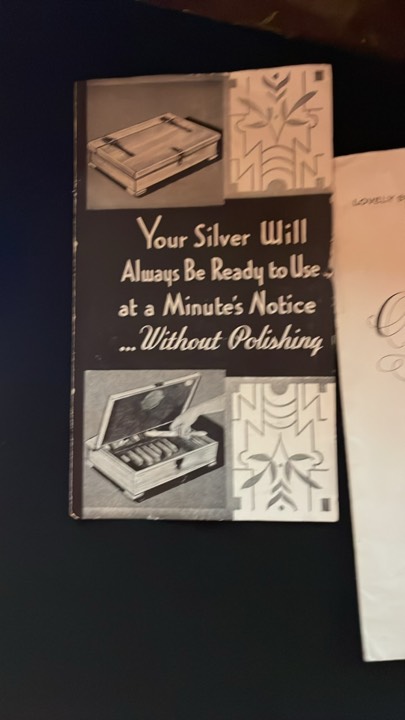 Your Silver Will
Always Be Ready to Use
at a Minute's Notice
... Without Polishing
LOVELY